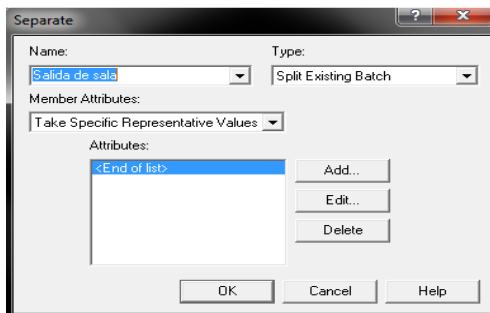 Separate
Name:
Type:
Salida de sala
Split Existing Batch
Member Attributes:
Take Specific Representative Values
Attributes:
<End of list>
Add...
Edit...
Delete
OK
Cancel
Help